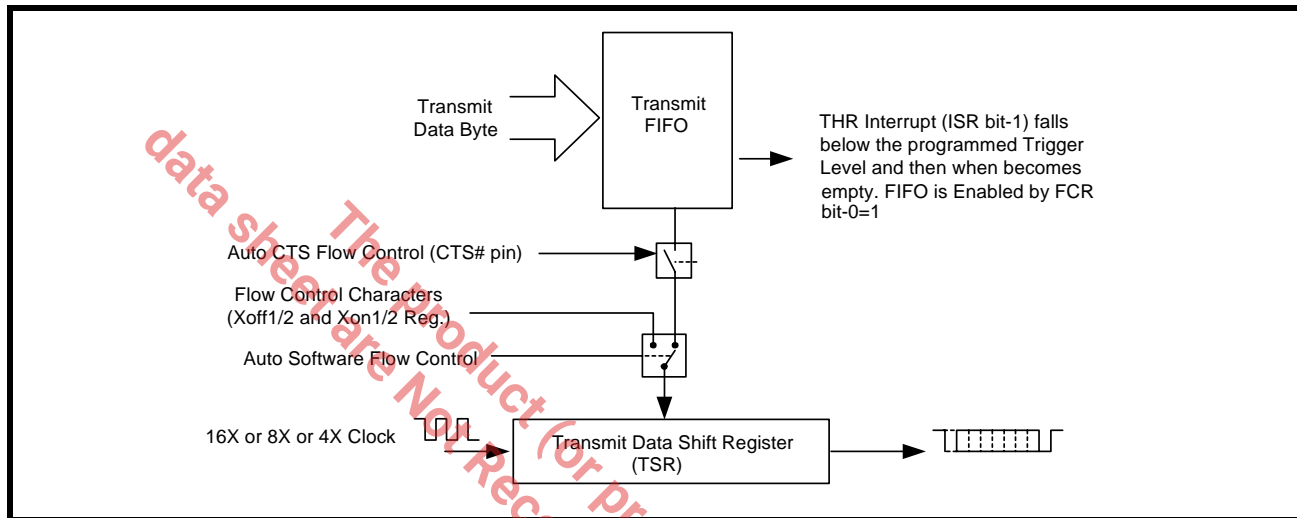 Transmit
Data Byte
Transmit
FIFO
THR Interrupt (ISR bit-1) falls
below the programmed Trigger
Level and then when becomes
empty. FIFO is Enabled by FCR
bit-0=1
Auto CTS Flow Control (CTS# pin)
Flow Control Characters
(Xoff1/2 and Xon1/2 Reg.)
Auto Software Flow Control
16X or 8X or 4X Clock
Transmit Data Shift Register
(TSR)
The product (or pr
data sheet are Not Rec